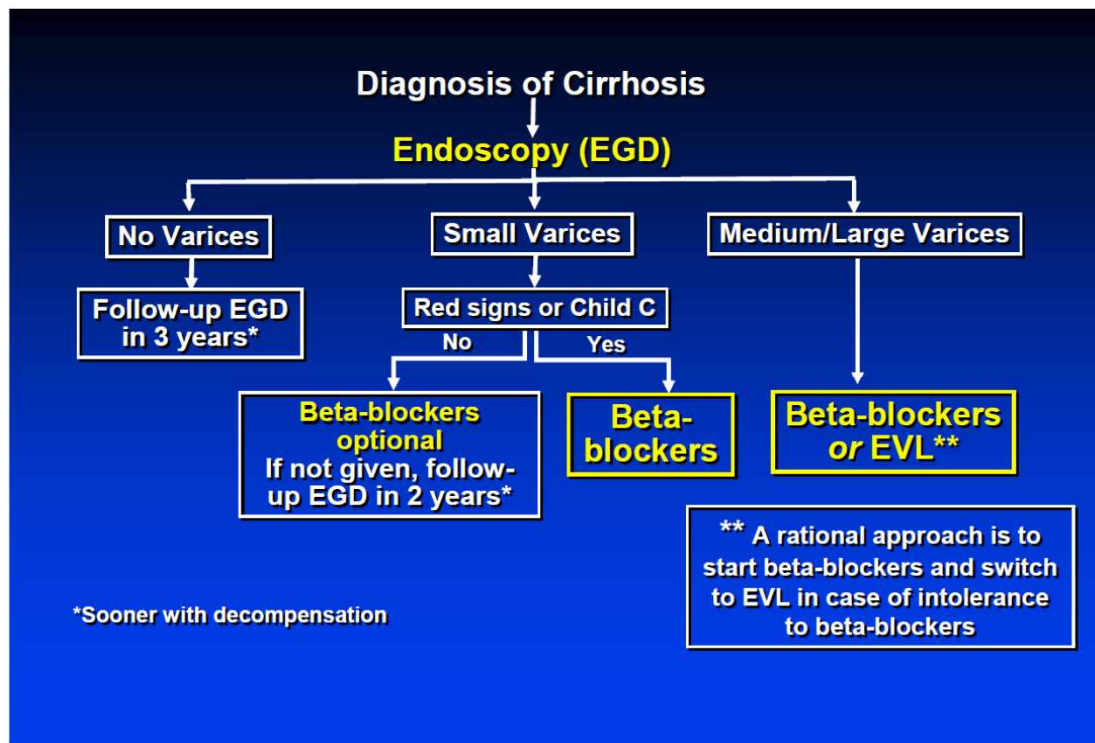 Diagnosis of Cirrhosis
Endoscopy (EGD)
No Varices
Small Varices
Medium/Large Varices
Follow-up EGD
in 3 years*
Red signs or Child C
No
Yes
Beta-blockers
optional
If not given, follow-
up EGD in 2 years*
Beta-
blockers
Beta-blockers
or EVL**
** A rational approach is to
start beta-blockers and switch
to EVL in case of intolerance
to beta-blockers
*Sooner with decompensation